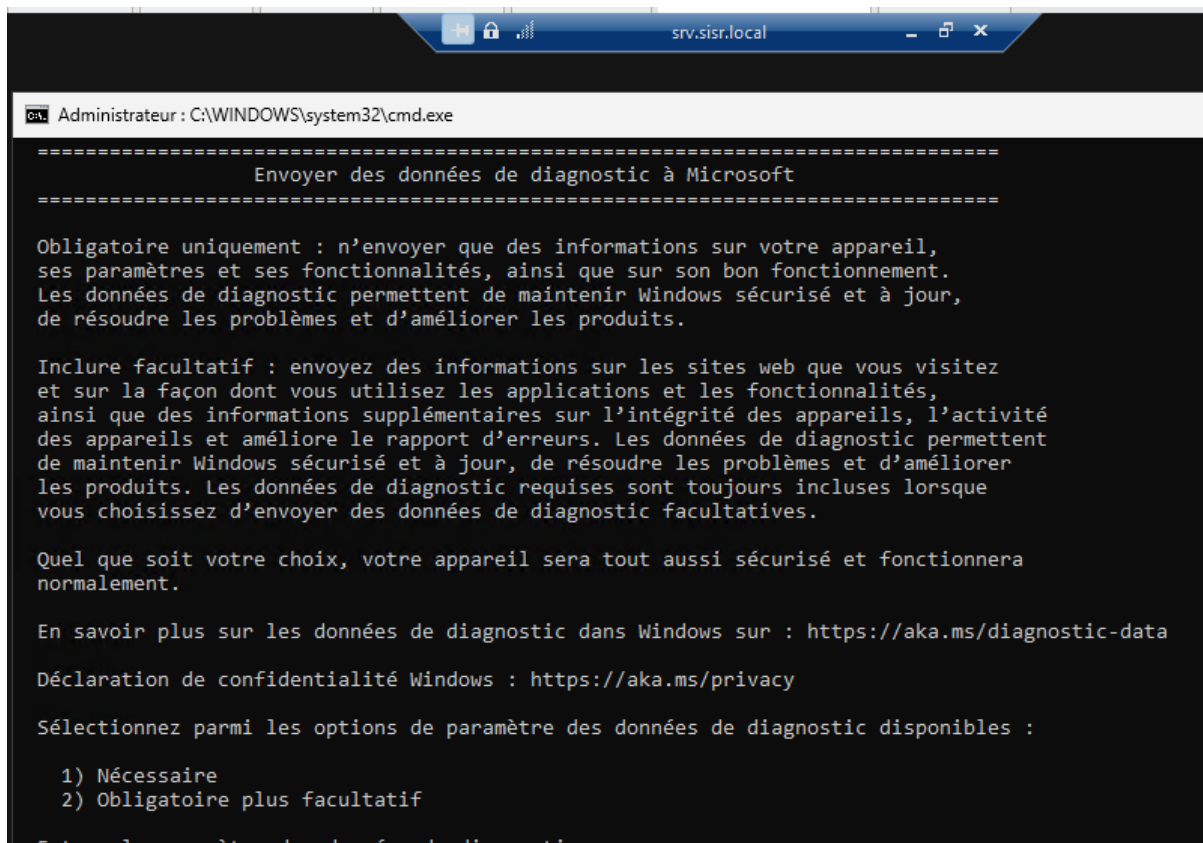 srv.sisr.local
Administrateur : C:\WINDOWS\system32\cmd.exe
================================================================================
Envoyer des données de diagnostic à Microsoft
================================================================================
Obligatoire uniquement : n’envoyer que des informations sur votre appareil,
ses paramètres et ses fonctionnalités, ainsi que sur son bon fonctionnement.
Les données de diagnostic permettent de maintenir Windows sécurisé et à jour,
de résoudre les problèmes et d’améliorer les produits.
Inclure facultatif : envoyez des informations sur les sites web que vous visitez
et sur la façon dont vous utilisez les applications et les fonctionnalités,
ainsi que des informations supplémentaires sur l’intégrité des appareils, l’activité
des appareils et améliore le rapport d’erreurs. Les données de diagnostic permettent
de maintenir Windows sécurisé et à jour, de résoudre les problèmes et d’améliorer
les produits. Les données de diagnostic requises sont toujours incluses lorsque
vous choisissez d’envoyer des données de diagnostic facultatives.
Quel que soit votre choix, votre appareil sera tout aussi sécurisé et fonctionnera
normalement.
En savoir plus sur les données de diagnostic dans Windows sur : https://aka.ms/diagnostic-data
Déclaration de confidentialité Windows : https://aka.ms/privacy
Sélectionnez parmi les options de paramètre des données de diagnostic disponibles :
1) Nécessaire
2) Obligatoire plus facultatif